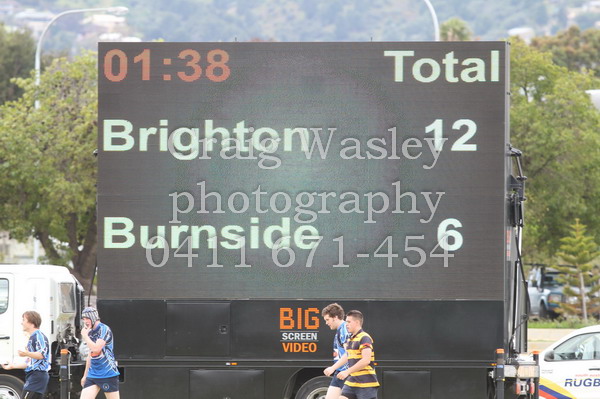 01:38 Total
Brighton 12
Craig Wasley
photography
Burnside 6
0411 671-454
BIG
SCREEN
VIDEO
RUGB